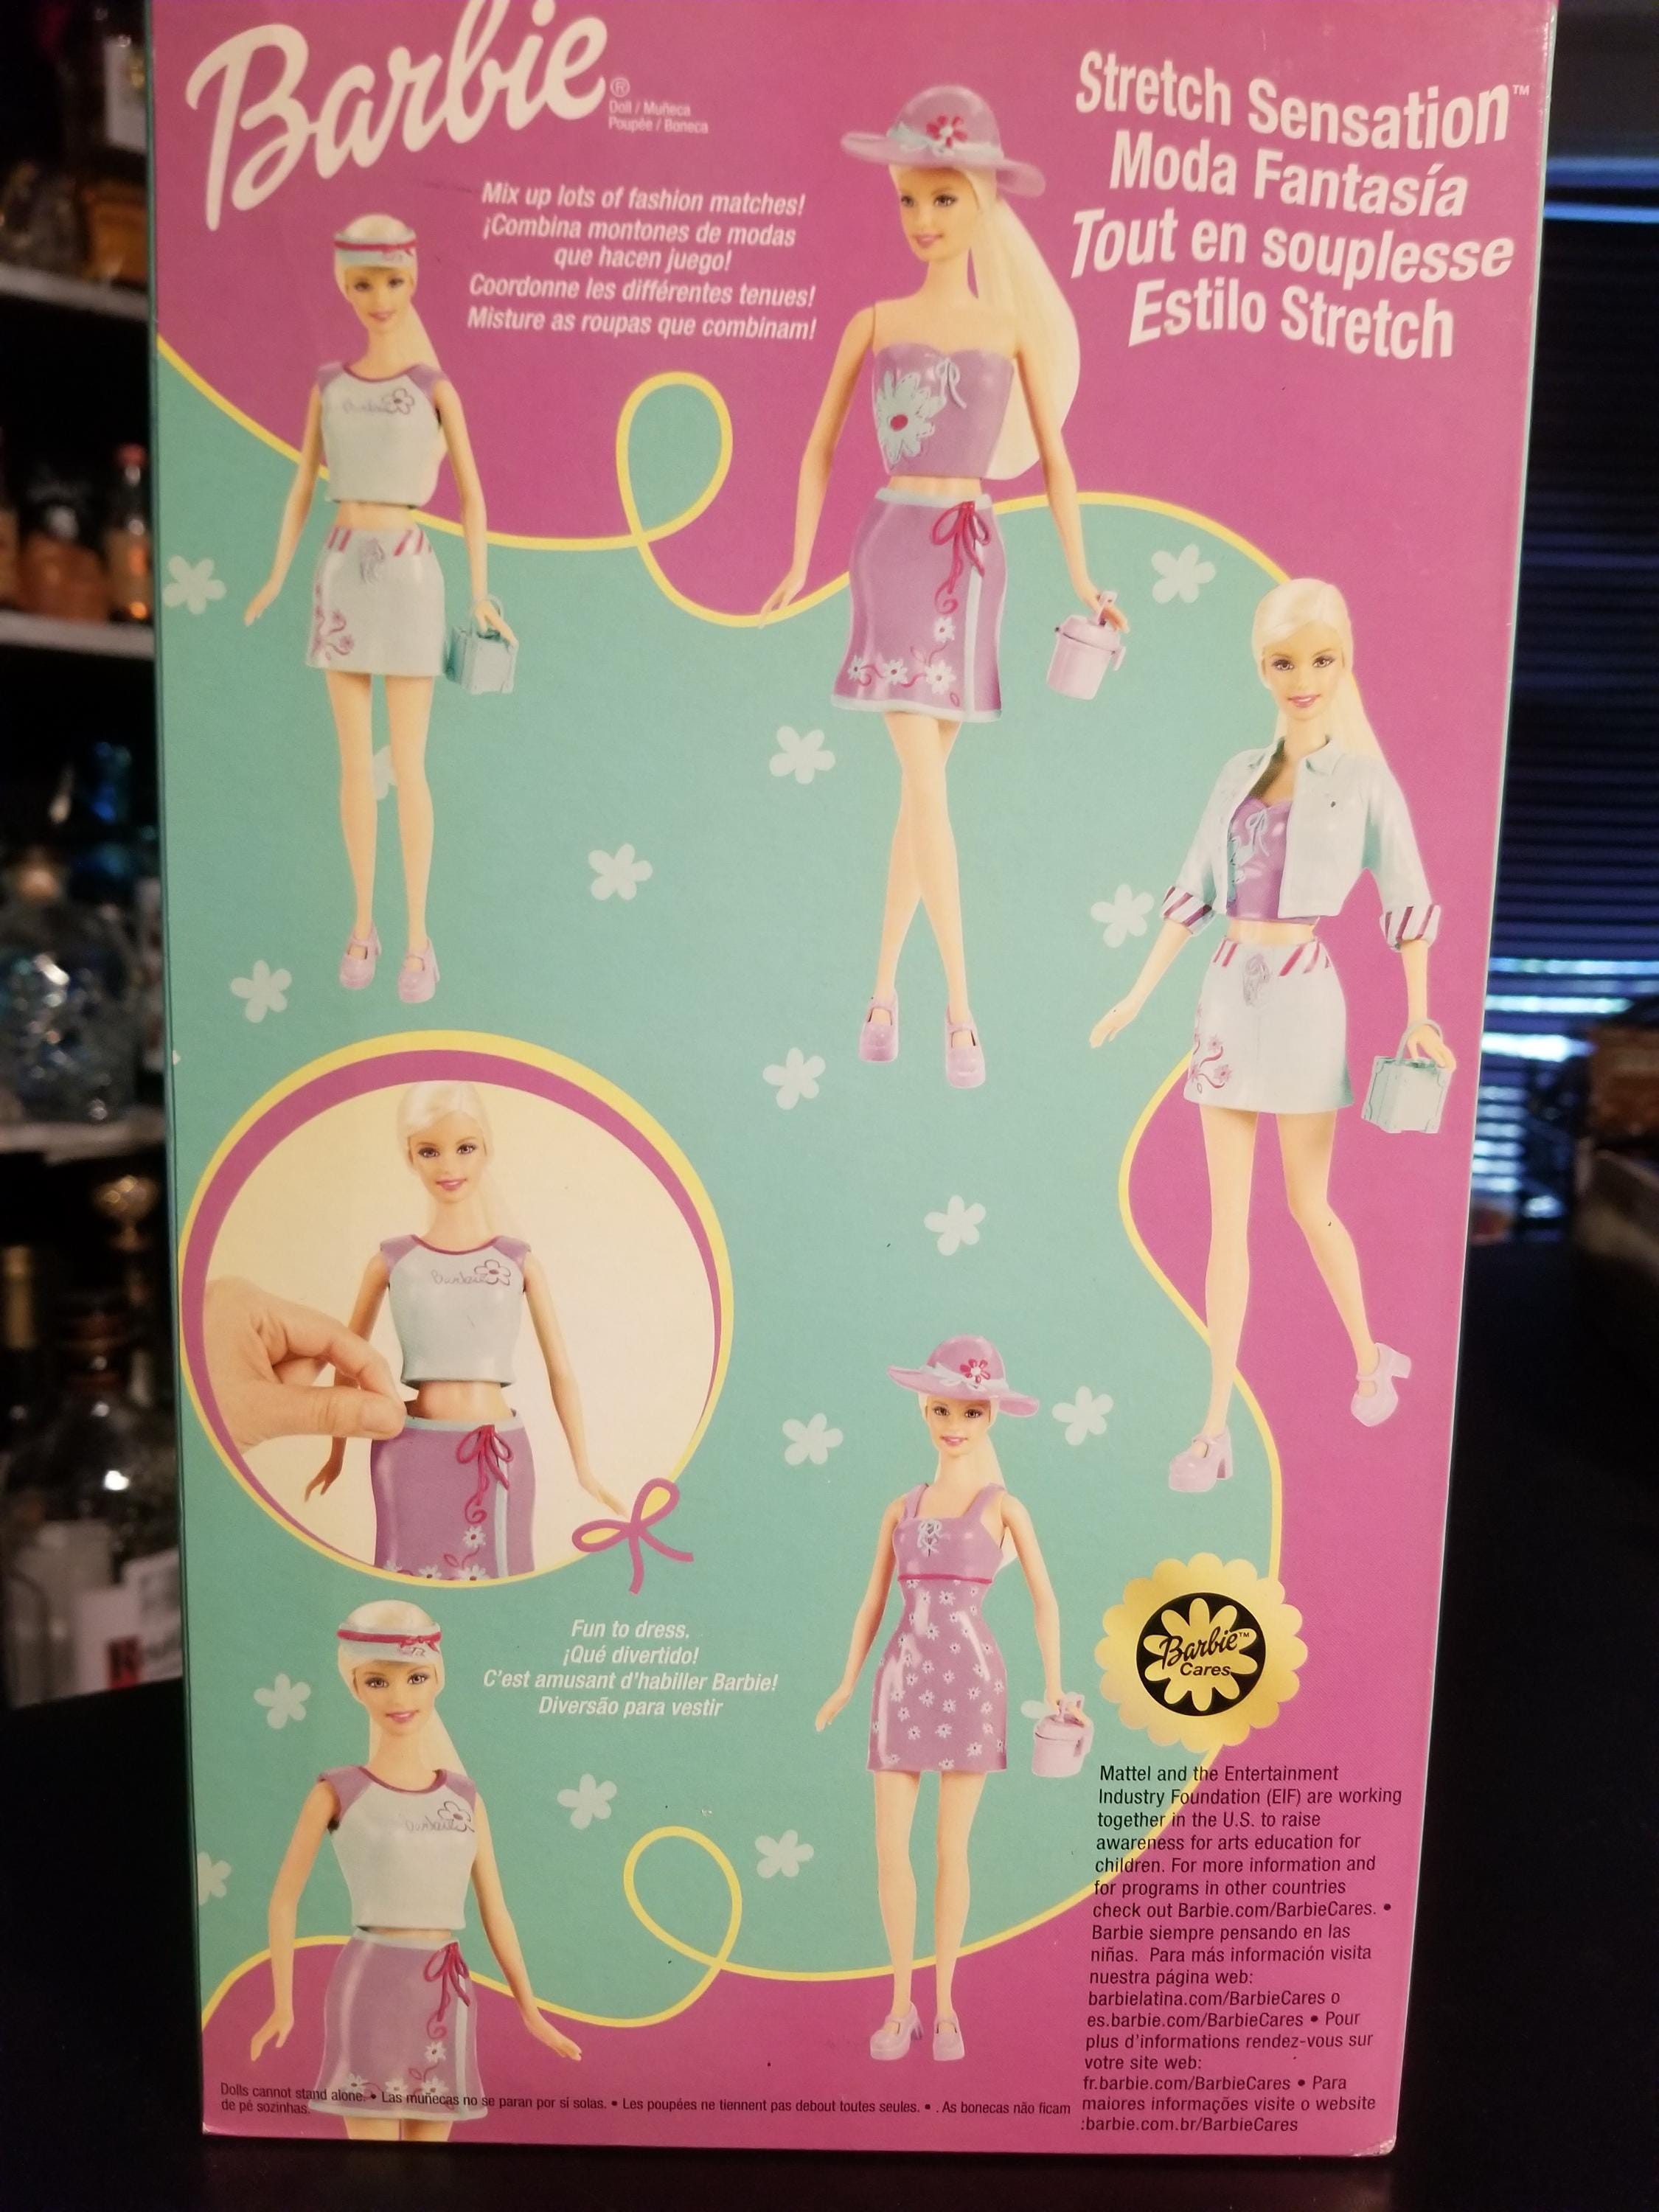 Barbie®
Doll / Muñeca
Poupée / Boneca
Stretch Sensation™
Moda Fantasía
Tout en souplesse
Estilo Stretch
Mix up lots of fashion matches!
¡Combina montones de modas
que hacen juego!
Coordonne les différentes tenues!
Misture as roupas que combinam!
Barbie
Barbie
Fun to dress.
¡Qué divertido!
C'est amusant d'habiller Barbie!
Diversão para vestir
Barbie™
Cares
Mattel and the Entertainment
Industry Foundation (EIF) are working
together in the U.S. to raise
awareness for arts education for
children. For more information and
for programs in other countries
check out Barbie.com/BarbieCares. •
Barbie siempre pensando en las
niñas. Para más información visita
nuestra página web:
barbielatina.com/BarbieCares o
es.barbie.com/BarbieCares • Pour
plus d'informations rendez-vous sur
votre site web:
fr.barbie.com/BarbieCares • Para
maiores informações visite o website
:barbie.com.br/BarbieCares
Dolls cannot stand alone. • Las muñecas no se paran por sí solas. • Les poupées ne tiennent pas debout toutes seules. • . As bonecas não ficam
de pé sozinhas.